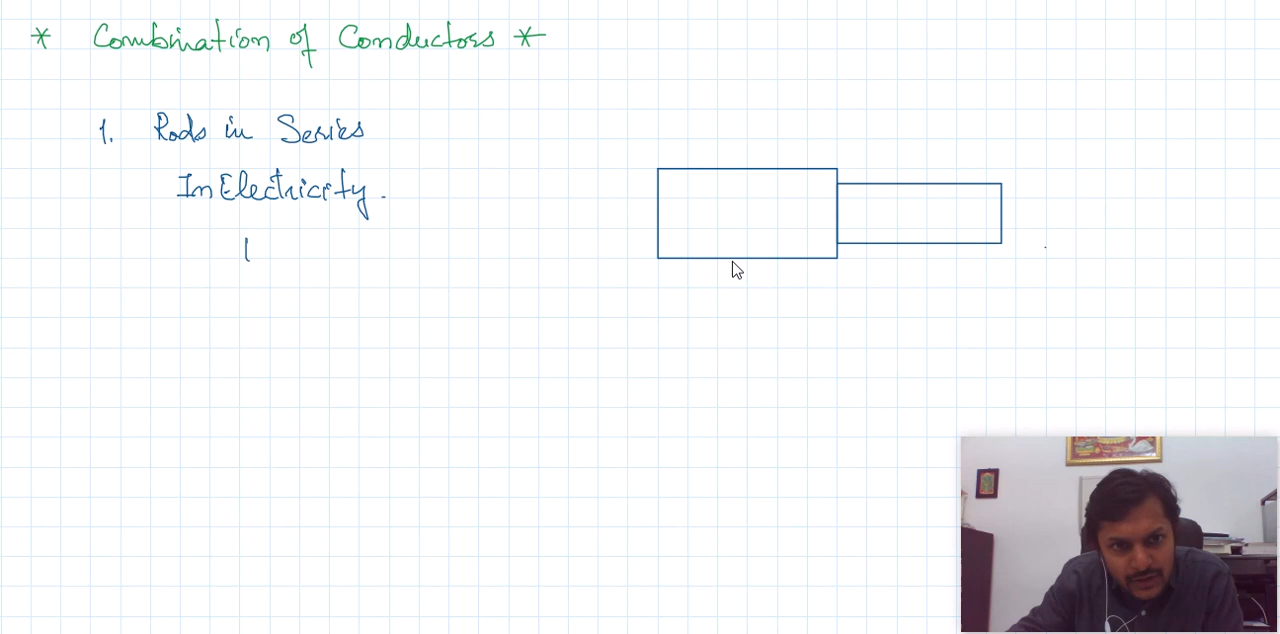 * Combination of Conductors *
1. Rods in Series
In Electricity.